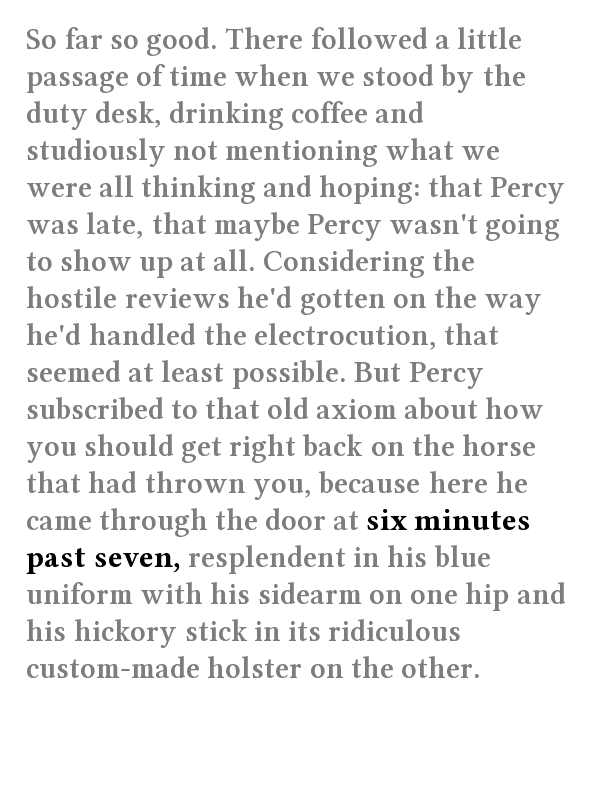 So far so good. There followed a little
passage of time when we stood by the
duty desk, drinking coffee and
studiously not mentioning what we
were all thinking and hoping: that Percy
was late, that maybe Percy wasn't going
to show up at all. Considering the
hostile reviews he'd gotten on the way
he'd handled the electrocution, that
seemed at least possible. But Percy
subscribed to that old axiom about how
you should get right back on the horse
that had thrown you, because here he
came through the door at six minutes
past seven, resplendent in his blue
uniform with his sidearm on one hip and
his hickory stick in its ridiculous
custom-made holster on the other.